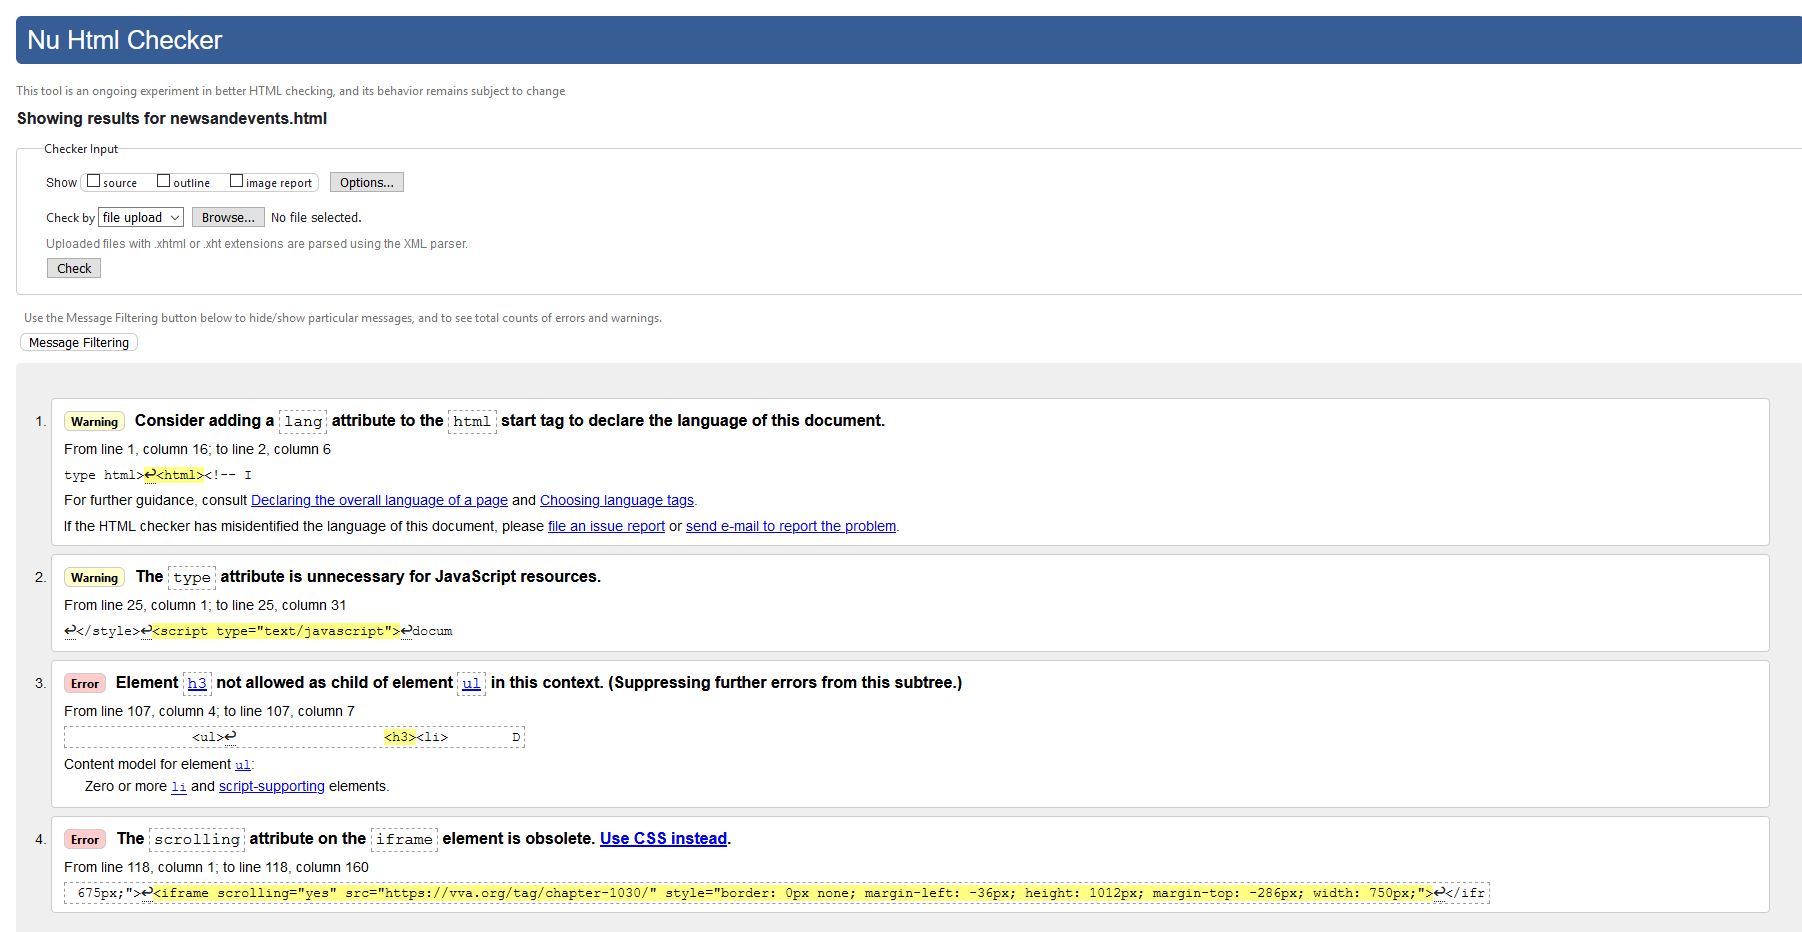 Nu Html Checker
This tool is an ongoing experiment in better HTML checking, and its behavior remains subject to change
Showing results for newsandevents.html
Checker Input
Show source outline image report Options...
Check by file upload Browse... No file selected.
Uploaded files with .xhtml or .xht extensions are parsed using the XML parser.
Check
Use the Message Filtering button below to hide/show particular messages, and to see total counts of errors and warnings.
Message Filtering
1. Warning Consider adding a lang attribute to the html start tag to declare the language of this document.
From line 1, column 16; to line 2, column 6
type html>↩<html><!-- I
For further guidance, consult Declaring the overall language of a page and Choosing language tags.
If the HTML checker has misidentified the language of this document, please file an issue report or send e-mail to report the problem.
2. Warning The type attribute is unnecessary for JavaScript resources.
From line 25, column 1; to line 25, column 31
↩</style>↩<script type="text/javascript">↩docum
3. Error Element h3 not allowed as child of element ul in this context. (Suppressing further errors from this subtree.)
From line 107, column 4; to line 107, column 7
<ul>↩ <h3><li> D
Content model for element ul:
Zero or more li and script-supporting elements.
4. Error The scrolling attribute on the iframe element is obsolete. Use CSS instead.
From line 118, column 1; to line 118, column 160
675px;">↩<iframe scrolling="yes" src="https://vva.org/tag/chapter-1030/" style="border: 0px none; margin-left: -36px; height: 1012px; margin-top: -286px; width: 750px;">↩</ifr